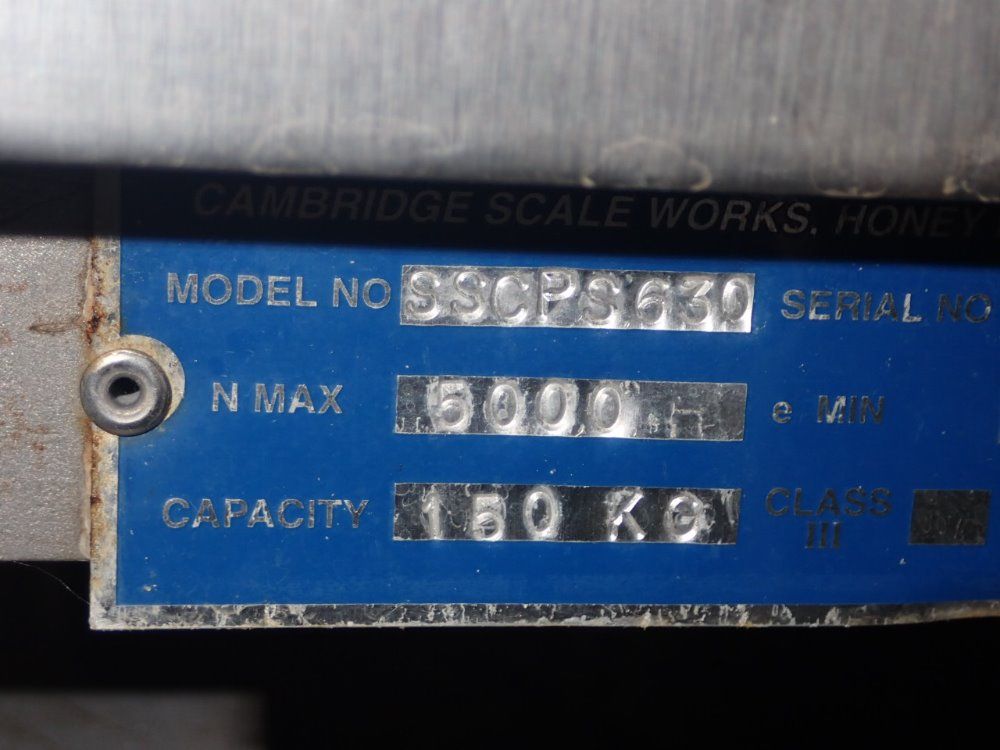 CAMBRIDGE SCALE WORKS, HONEY
MODEL NO SSCPS630 SERIAL NO
N MAX 5000 e MIN
CAPACITY 150 KG CLASS
III